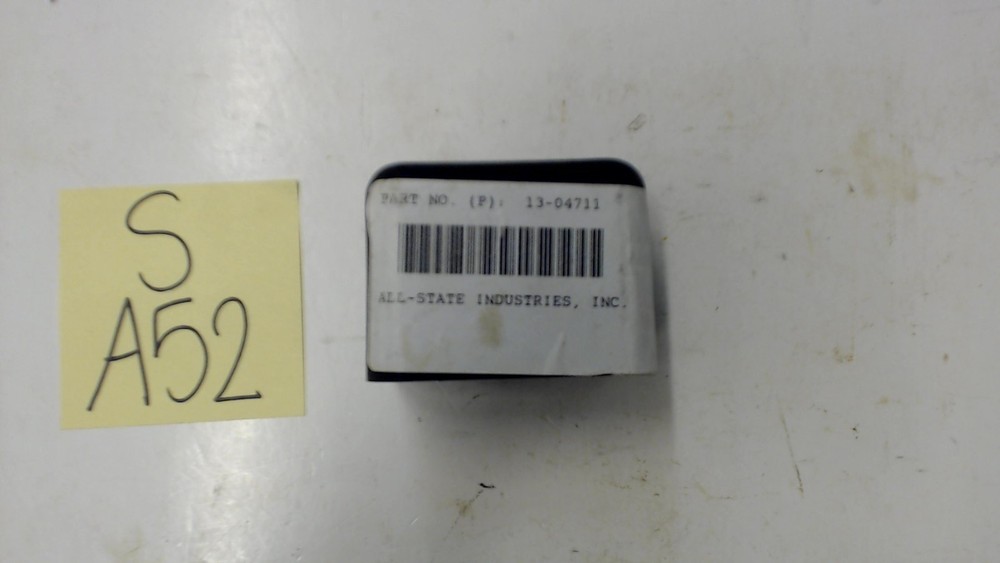 S
A52
PART NO. (P): 13-04711
ALL-STATE INDUSTRIES, INC.